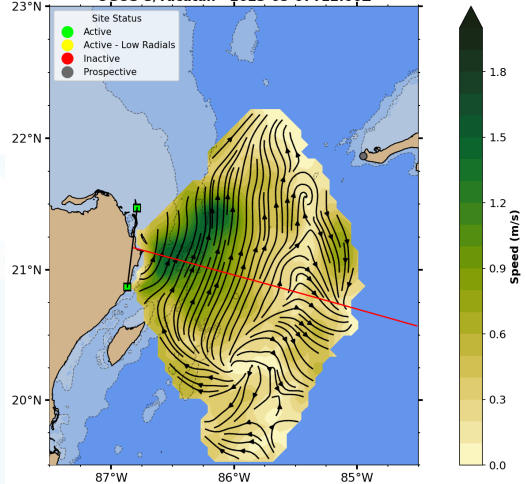 Site Status
Active
Active - Low Radials
Inactive
Prospective
23°N
22°N
21°N
20°N
87°W
86°W
85°W
1.8
1.5
1.2
0.9
0.6
0.3
0.0
Speed (m/s)